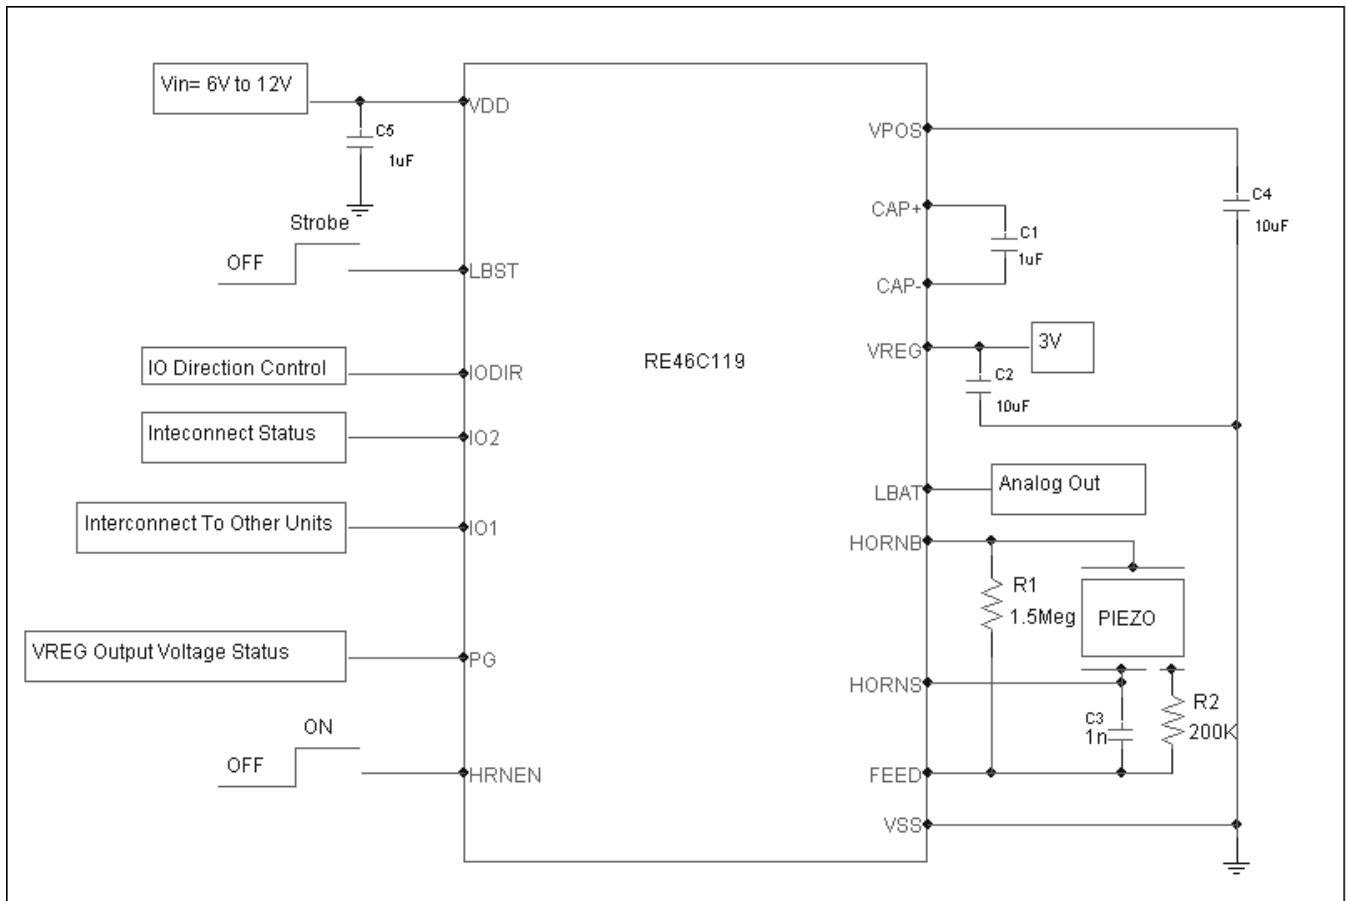 Vin= 6V to 12V
VDD
C5
1uF
Strobe
OFF
LBST
IO Direction Control
IODIR
Inteconnect Status
IO2
Interconnect To Other Units
IO1
VREG Output Voltage Status
PG
ON
OFF
HRNEN
RE46C119
VPOS
C4
10uF
CAP+
C1
1uF
CAP-
VREG
3V
C2
10uF
LBAT
Analog Out
HORNB
R1
1.5Meg
PIEZO
HORNS
C3
1n
R2
200K
FEED
VSS